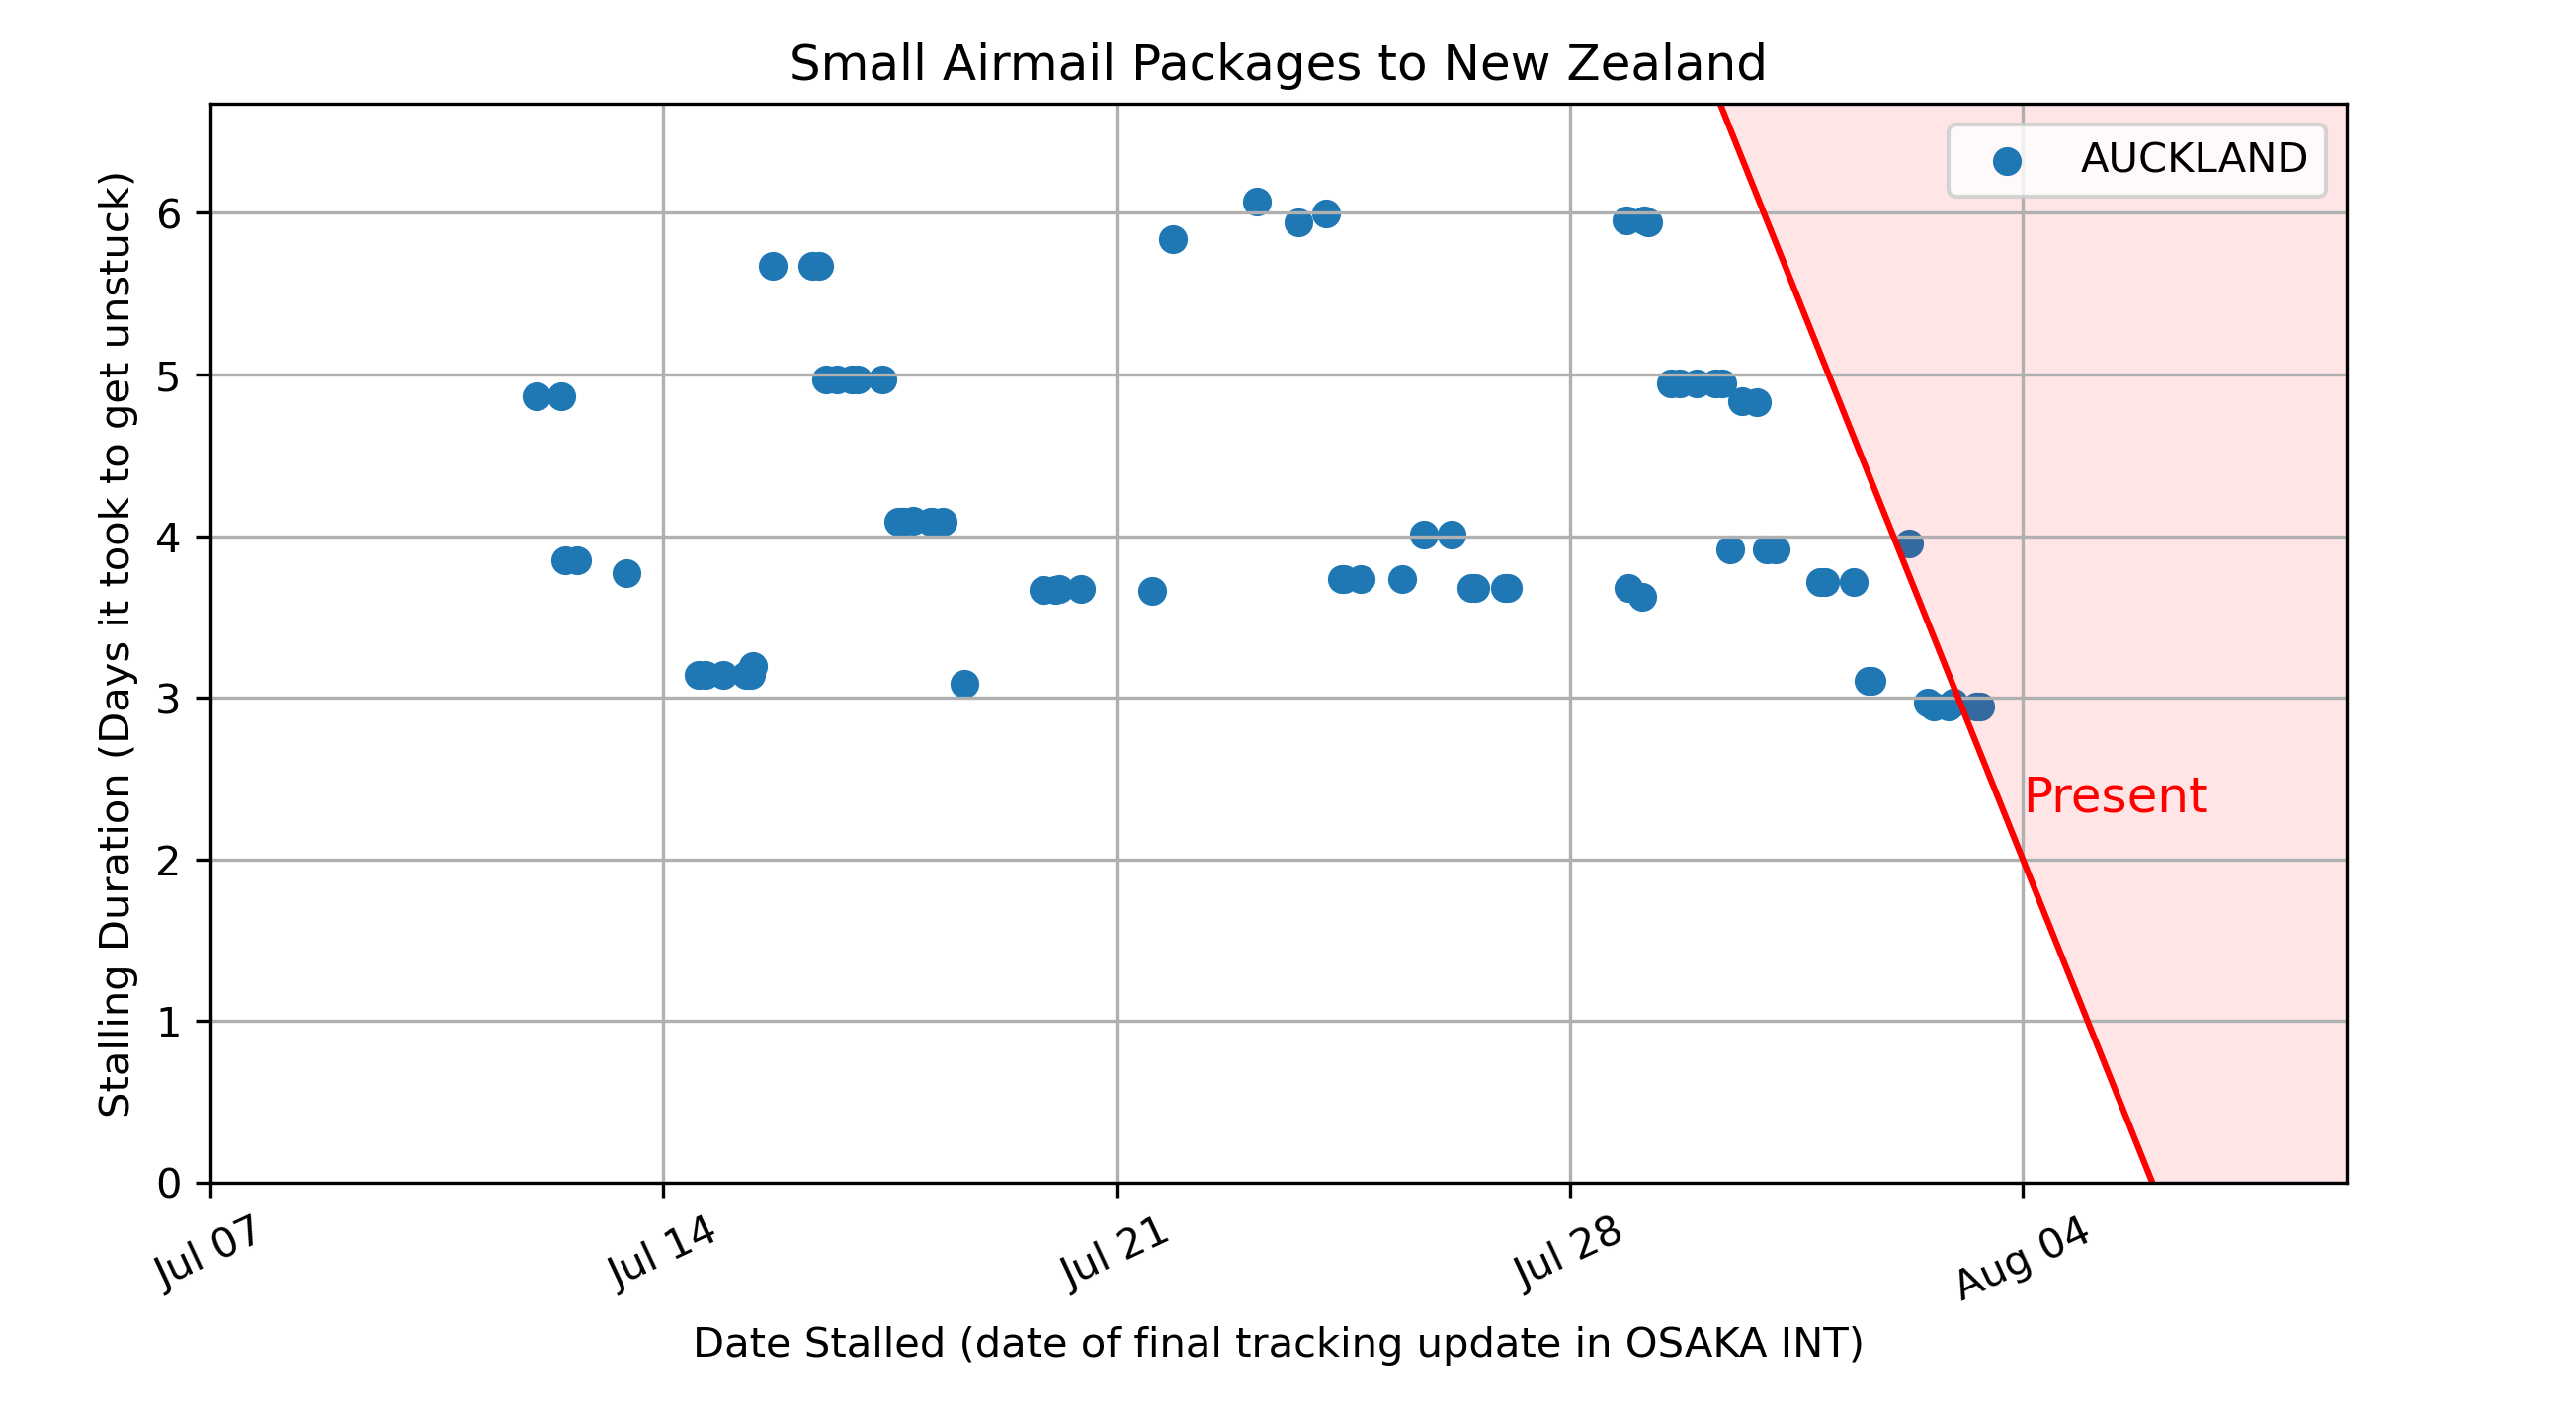 Small Airmail Packages to New Zealand
AUCKLAND
Stalling Duration (Days it took to get unstuck)
6
5
4
3
2
1
0
Present
Jul 07
Jul 14
Jul 21
Jul 28
Aug 04
Date Stalled (date of final tracking update in OSAKA INT)